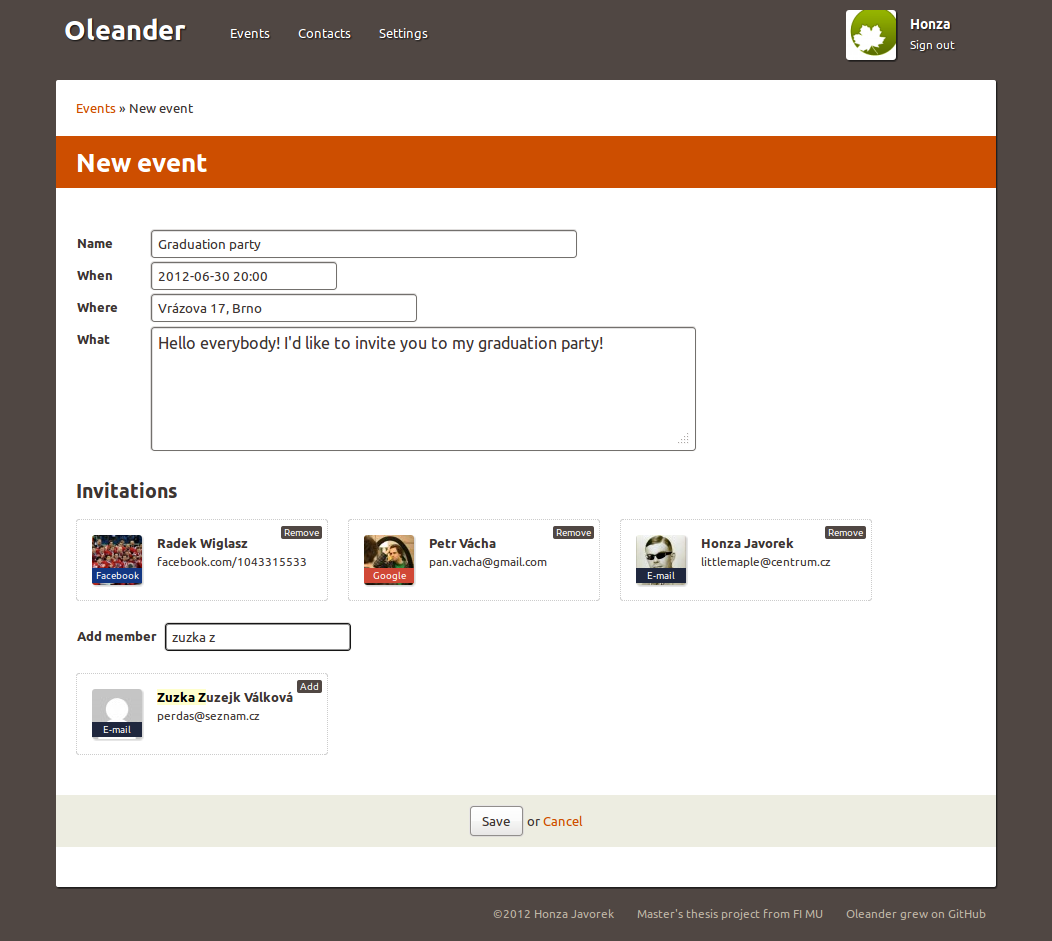 Oleander
Events Contacts Settings
Honza
Sign out
Events » New event
New event
Name Graduation party
When 2012-06-30 20:00
Where Vrázova 17, Brno
What Hello everybody! I'd like to invite you to my graduation party!
Invitations
Remove
Radek Wiglasz
facebook.com/1043315533
Facebook
Remove
Petr Vácha
pan.vacha@gmail.com
Google
Remove
Honza Javorek
littlemaple@centrum.cz
E-mail
Add member zuzka z
Add
Zuzka Zuzejk Válková
perdas@seznam.cz
E-mail
Save or Cancel
©2012 Honza Javorek Master's thesis project from FI MU Oleander grew on GitHub